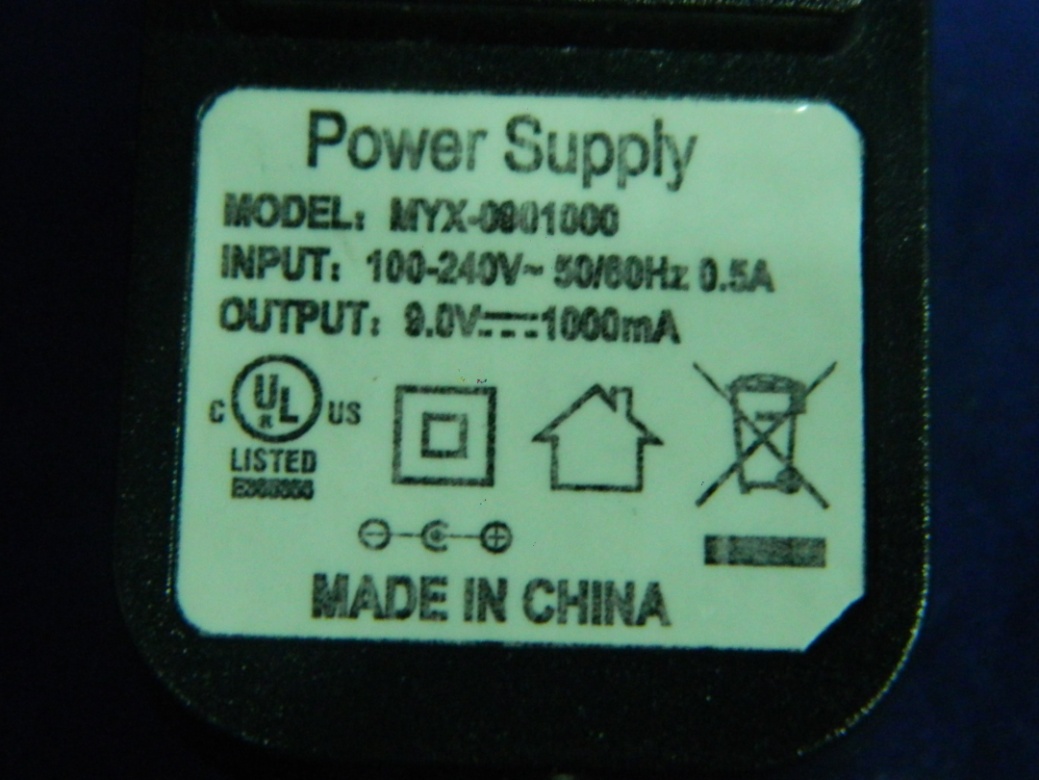 Power Supply
MODEL: MYX-0901000
INPUT: 100-240V~ 50/60Hz 0.5A
OUTPUT: 9.0V⎓1000mA
C UL R US
LISTED
MADE IN CHINA